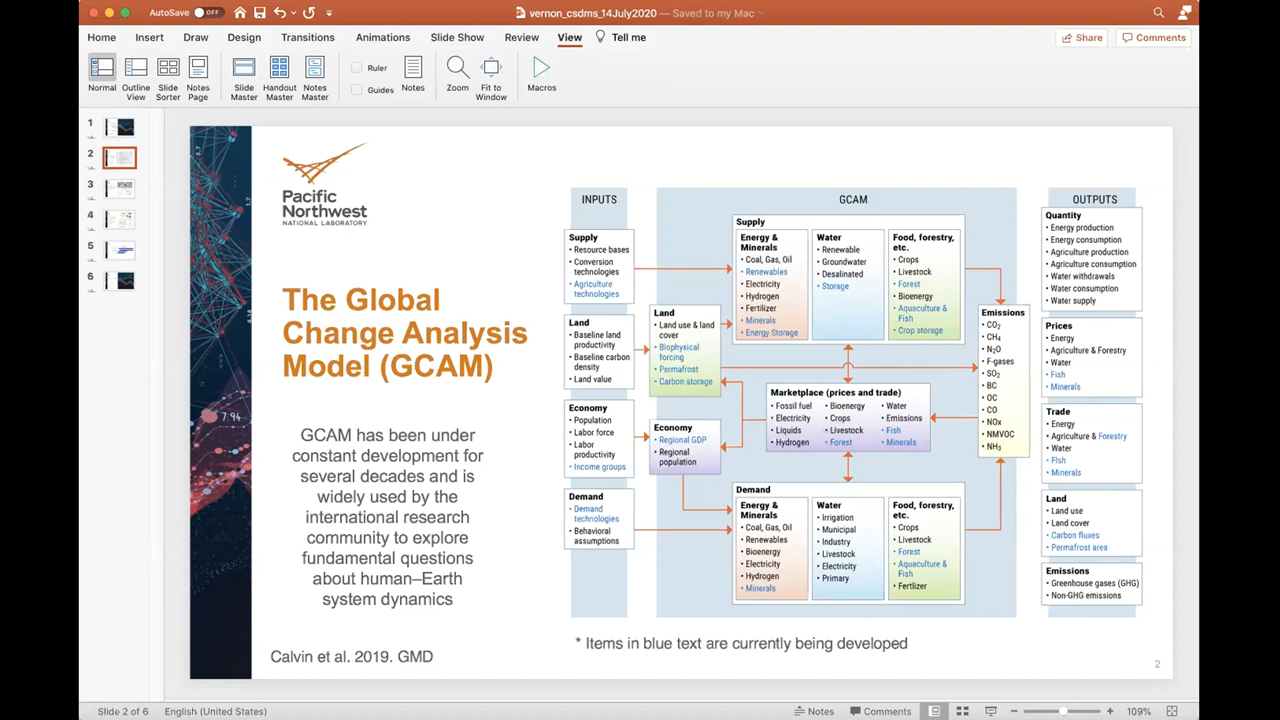 AutoSave OFF
vernon_csdms_14July2020 — Saved to my Mac
Home Insert Draw Design Transitions Animations Slide Show Review View Tell me
Share Comments
Normal
Outline View
Slide Sorter
Notes Page
Slide Master
Handout Master
Notes Master
Ruler
Guides
Notes
Zoom
Fit to Window
Macros
1
2
3
4
5
6
Pacific
Northwest
NATIONAL LABORATORY
7.94
The Global
Change Analysis
Model (GCAM)
GCAM has been under
constant development for
several decades and is
widely used by the
international research
community to explore
fundamental questions
about human–Earth
system dynamics
Calvin et al. 2019. GMD
INPUTS
Supply
• Resource bases
• Conversion
technologies
• Agriculture
technologies
Land
• Baseline land
productivity
• Baseline carbon
density
• Land value
Economy
• Population
• Labor force
• Labor
productivity
• Income groups
Demand
• Demand
technologies
• Behavioral
assumptions
GCAM
Land
• Land use & land
cover
• Biophysical
forcing
• Permafrost
• Carbon storage
Economy
• Regional GDP
• Regional
population
Supply
Energy &
Minerals
• Coal, Gas, Oil
• Renewables
• Electricity
• Hydrogen
• Fertilizer
• Minerals
• Energy Storage
Water
• Renewable
• Groundwater
• Desalinated
• Storage
Food, forestry,
etc.
• Crops
• Livestock
• Forest
• Bioenergy
• Aquaculture &
Fish
• Crop storage
Marketplace (prices and trade)
• Fossil fuel • Bioenergy • Water
• Electricity • Crops • Emissions
• Liquids • Livestock • Fish
• Hydrogen • Forest • Minerals
Demand
Energy &
Minerals
• Coal, Gas, Oil
• Renewables
• Bioenergy
• Electricity
• Hydrogen
• Minerals
Water
• Irrigation
• Municipal
• Industry
• Livestock
• Electricity
• Primary
Food, forestry,
etc.
• Crops
• Livestock
• Forest
• Aquaculture &
Fish
• Fertlizer
Emissions
• CO2
• CH4
• N2O
• F-gases
• SO2
• BC
• OC
• CO
• NOx
• NMVOC
• NH3
OUTPUTS
Quantity
• Energy production
• Energy consumption
• Agriculture production
• Agriculture consumption
• Water withdrawals
• Water consumption
• Water supply
Prices
• Energy
• Agriculture & Forestry
• Water
• Fish
• Minerals
Trade
• Energy
• Agriculture & Forestry
• Water
• FIsh
• Minerals
Land
• Land use
• Land cover
• Carbon fluxes
• Permafrost area
Emissions
• Greenhouse gases (GHG)
• Non-GHG emissions
* Items in blue text are currently being developed
2
Slide 2 of 6 English (United States) Notes Comments 109%